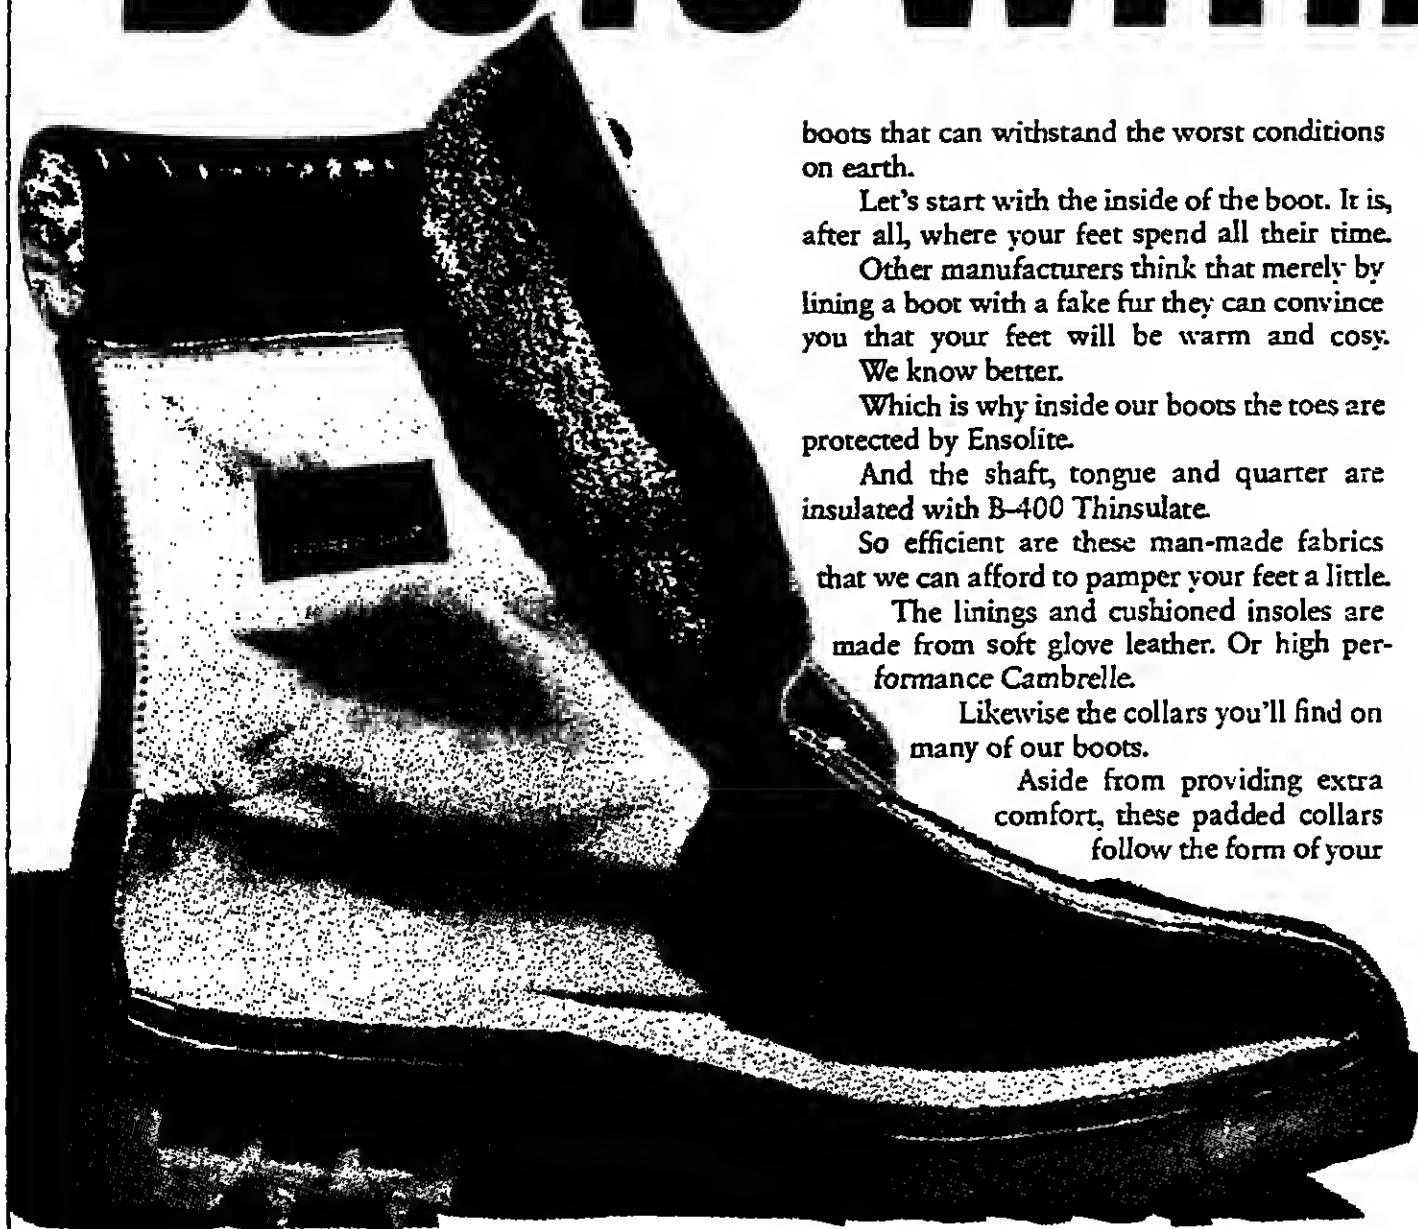 boots that can withstand the worst conditions
on earth.
Let's start with the inside of the boot. It is,
after all, where your feet spend all their time.
Other manufacturers think that merely by
lining a boot with a fake fur they can convince
you that your feet will be warm and cosy.
We know better.
Which is why inside our boots the toes are
protected by Ensolite.
And the shaft, tongue and quarter are
insulated with B-400 Thinsulate.
So efficient are these man-made fabrics
that we can afford to pamper your feet a little.
The linings and cushioned insoles are
made from soft glove leather. Or high per-
formance Cambrelle.
Likewise the collars you'll find on
many of our boots.
Aside from providing extra
comfort, these padded collars
follow the form of your